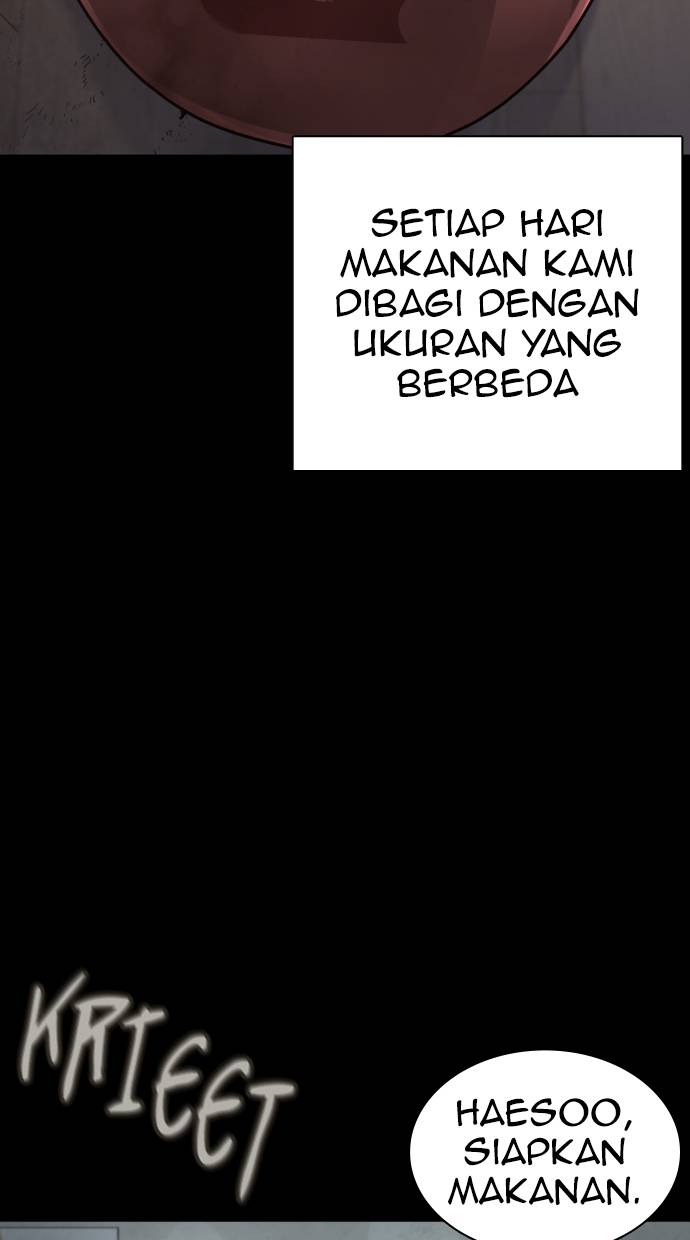 SETIAP HARI
MAKANAN KAMI
DIBAGI DENGAN
UKURAN YANG
BERBEDA
KRIEET
HAESOO,
SIAPKAN
MAKANAN.